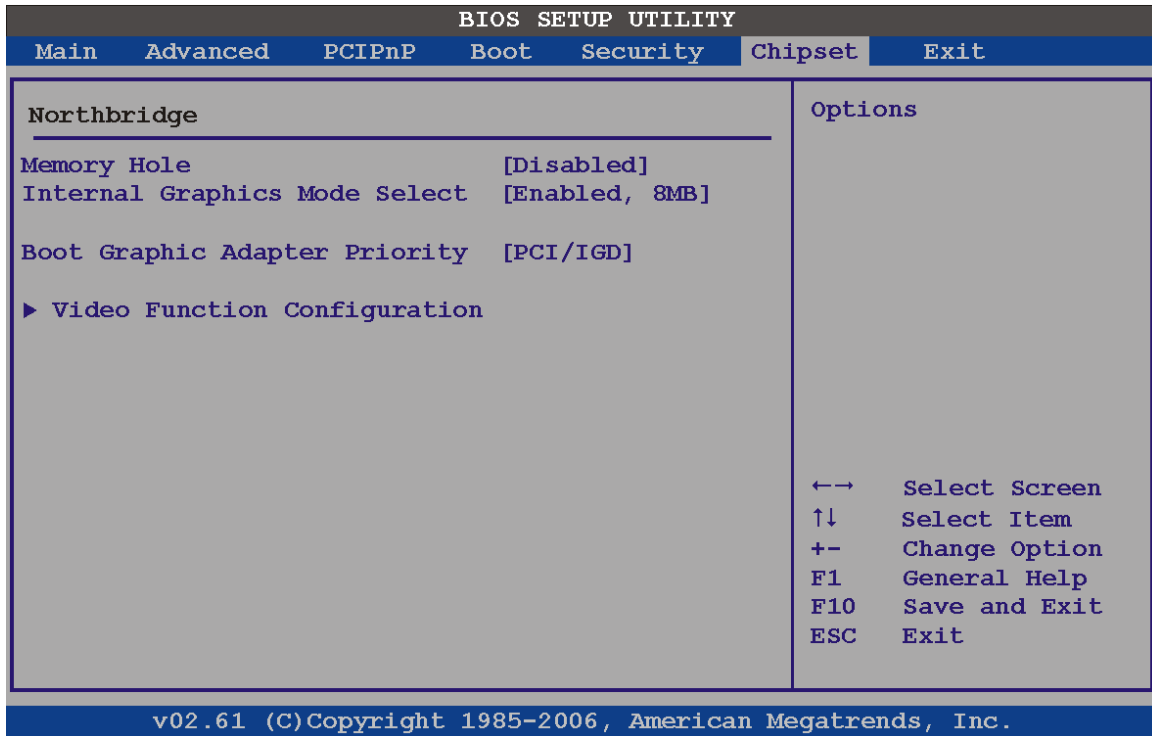 BIOS SETUP UTILITY
Main Advanced PCIPnP Boot Security Chipset Exit
Northbridge
Memory Hole [Disabled]
Internal Graphics Mode Select [Enabled, 8MB]
Boot Graphic Adapter Priority [PCI/IGD]
▶ Video Function Configuration
Options
←→ Select Screen
↑↓ Select Item
+- Change Option
F1 General Help
F10 Save and Exit
ESC Exit
v02.61 (C)Copyright 1985-2006, American Megatrends, Inc.